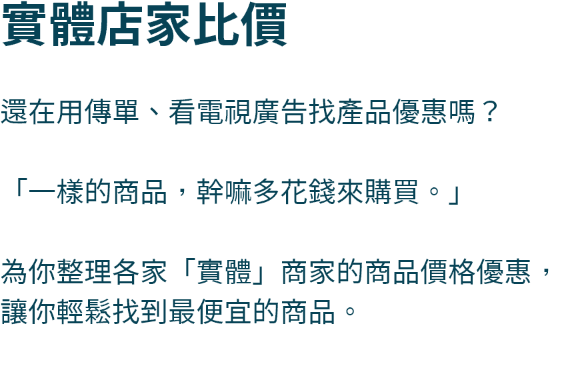 實體店家比價
還在用傳單、看電視廣告找產品優惠嗎？
「一樣的商品，幹嘛多花錢來購買。」
為你整理各家「實體」商家的商品價格優惠，
讓你輕鬆找到最便宜的商品。